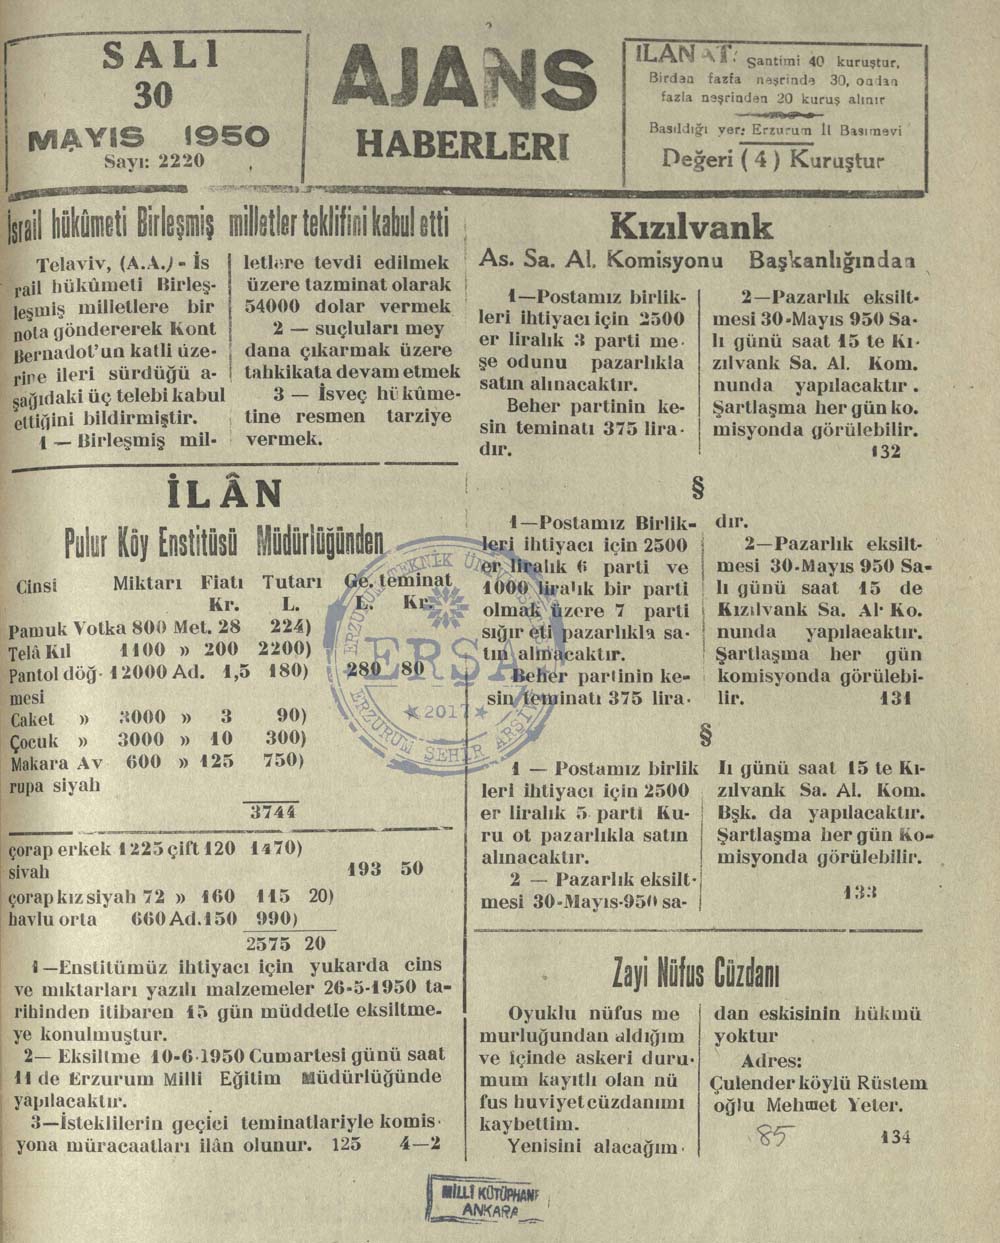 SALI
30
MAYIS 1950
Sayı: 2220
AJANS
HABERLERİ
İLANAT: Santimi 40 kuruştur,
Birdan fazla neşrinde 30, ondan
fazla neşrinden 20 kuruş alınır
Basıldığı yer: Erzurum İl Basımevi
Değeri ( 4 ) Kuruştur
İsrail hükûmeti Birleşmiş milletler teklifini kabul etti
Telaviv, (A.A.) - İs
rail hükûmeti Birleş-
leşmiş milletlere bir
nota göndererek Kont
Bernadot'un katli üze-
rine ileri sürdüğü a-
şağıdaki üç telebi kabul
ettiğini bildirmiştir.
1 — Birleşmiş mil-
letlere tevdi edilmek
üzere tazminat olarak
54000 dolar vermek
2 — suçluları mey
dana çıkarmak üzere
tahkikata devam etmek
3 — İsveç hükûme-
tine resmen tarziye
vermek.
İLÂN
Pulur Köy Enstitüsü Müdürlüğünden
Cinsi Miktarı Fiatı Tutarı Ge. teminat
Kr. L. L. Kr.
Pamuk Votka 800 Met. 28 224)
Telâ Kıl 1100 » 200 2200)
Pantol döğ- 12000 Ad. 1,5 180) 280 80
mesi
Caket » 3000 » 3 90)
Çocuk » 3000 » 10 300)
Makara Av 600 » 125 750)
rupa siyah
3744
çorap erkek 1225 çift 120 1470)
sivah 193 50
çorap kız siyah 72 » 160 115 20)
havlu orta 660 Ad. 150 990)
2575 20
1 —Enstitümüz ihtiyacı için yukarda cins
ve mıktarları yazılı malzemeler 26-5-1950 ta-
rihinden itibaren 15 gün müddetle eksiltme-
ye konulmuştur.
2— Eksiltme 10-6-1950 Cumartesi günü saat
11 de Erzurum Milli Eğitim Müdürlüğünde
yapılacaktır.
3—İsteklilerin geçici teminatlariyle komis-
yona müracaatları ilân olunur. 125 4—2
Kızılvank
As. Sa. Al. Komisyonu Başkanlığından
1—Postamız birlik-
leri ihtiyacı için 2500
er liralık 3 parti me-
şe odunu pazarlıkla
satın alınacaktır.
Beher partinin ke-
sin teminatı 375 lira-
dır.
2—Pazarlık eksilt-
mesi 30-Mayıs 950 Sa-
lı günü saat 15 te Kı-
zılvank Sa. Al. Kom.
nunda yapılacaktır .
Şartlaşma her gün ko.
misyonda görülebilir.
132
§
1—Postamız Birlik-
leri ihtiyacı için 2500
er liralık 6 parti ve
1000 liralık bir parti
olmak üzere 7 parti
sığır eti pazarlıkla sa-
tın alınacaktır.
Beher partinin ke-
sin teminatı 375 lira-
dır.
2—Pazarlık eksilt-
mesi 30-Mayıs 950 Sa-
lı günü saat 15 de
Kızılvank Sa. Al· Ko.
nunda yapılacaktır.
Şartlaşma her gün
komisyonda görülebi-
lir. 131
§
1 — Postamız birlik
leri ihtiyacı için 2500
er liralık 5 parti Ku-
ru ot pazarlıkla satın
alınacaktır.
2 — Pazarlık eksilt-
mesi 30-Mayıs-950 sa-
lı günü saat 15 te Kı-
zılvank Sa. Al. Kom.
Bşk. da yapılacaktır.
Şartlaşma her gün Ko-
misyonda görülebilir.
133
Zayi Nüfus Cüzdanı
Oyuklu nüfus me
murluğundan aldığım
ve içinde askeri duru-
mum kayıtlı olan nü
fus huviyet cüzdanımı
kaybettim.
Yenisini alacağım-
dan eskisinin hükmü
yoktur
Adres:
Çulender köylü Rüstem
oğlu Mehmet Yeter.
85 134
ERZURUM TEKNİK ÜNİVERSİTESİ
ERŞA
2017
ERZURUM ŞEHİR ARŞİVİ
MİLLİ KÜTÜPHANE
ANKARA